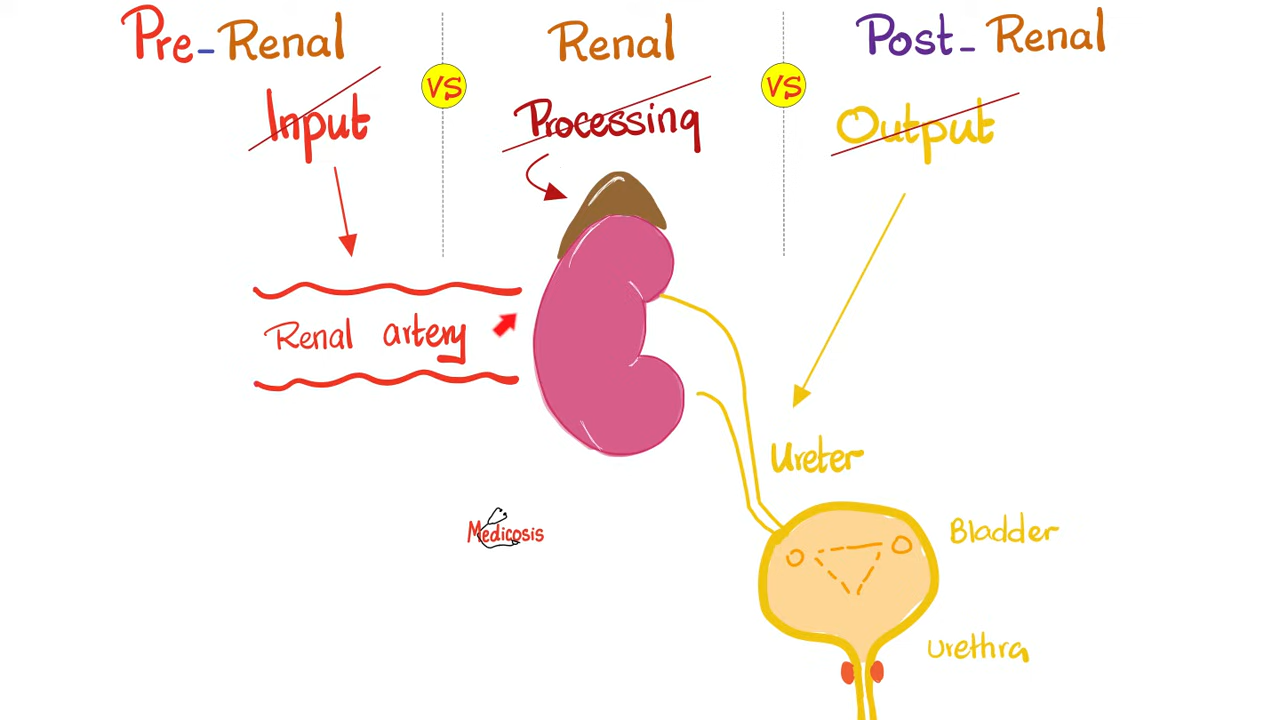 Pre-Renal
VS
Renal
VS
Post-Renal
Input
Processing
Output
Renal artery
Ureter
Medicosis
Bladder
urethra